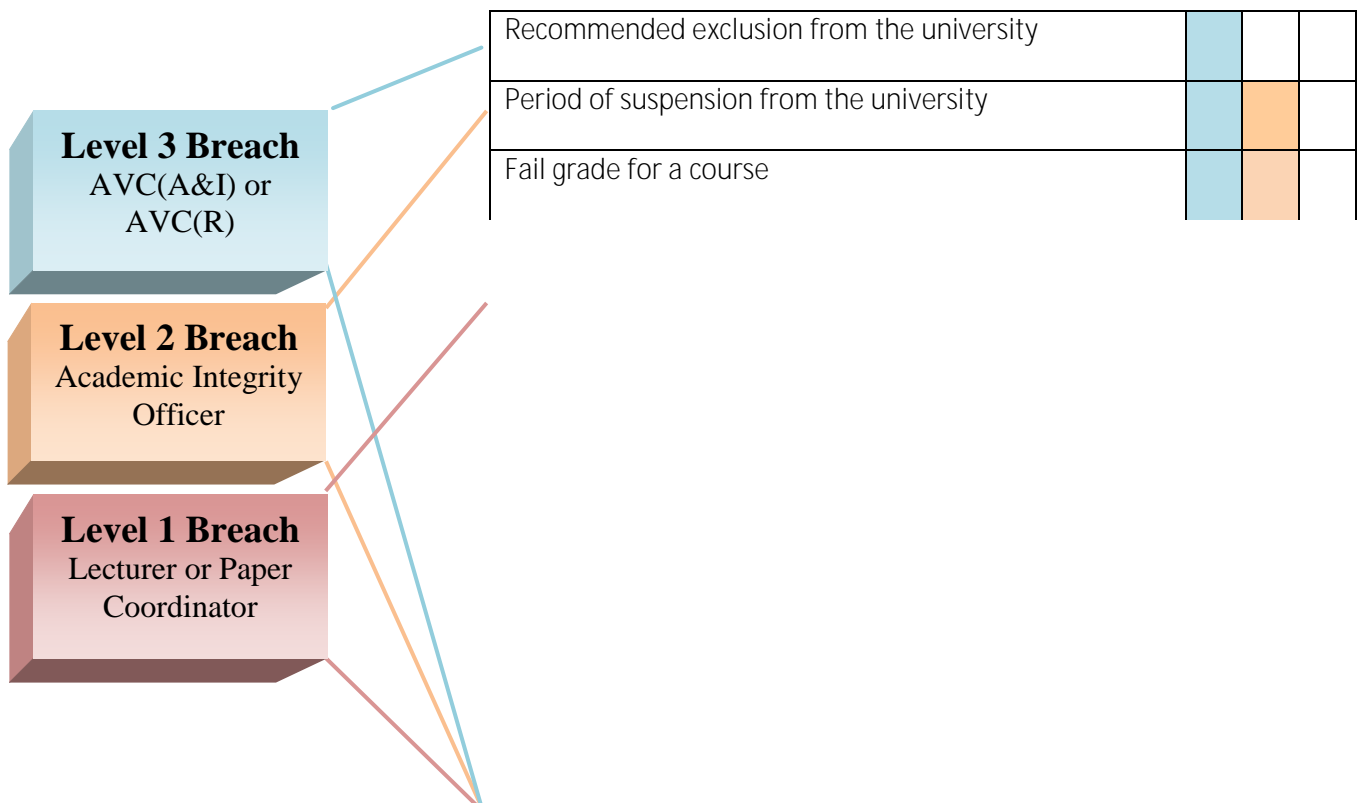 Recommended exclusion from the university
Period of suspension from the university
Fail grade for a course
Level 3 Breach
AVC(A&I) or
AVC(R)
Level 2 Breach
Academic Integrity
Officer
Level 1 Breach
Lecturer or Paper
Coordinator